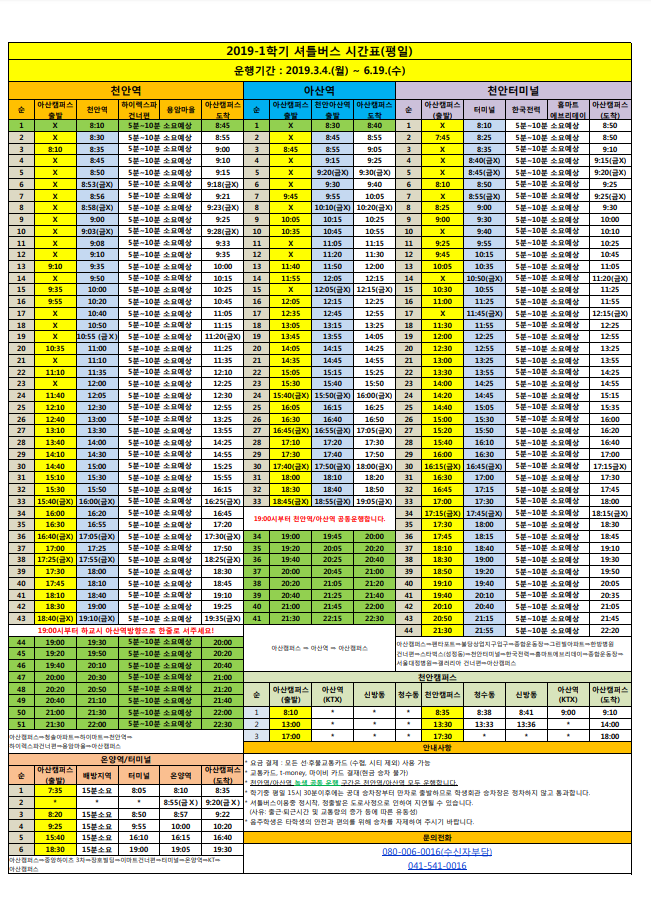 2019-1학기 셔틀버스 시간표(평일)
운행기간 : 2019.3.4.(월) ~ 6.19.(수)
천안역
순 아산캠퍼스 출발 천안역 하이렉스파 건너편 용암마을 아산캠퍼스 도착
1 X 8:10 5분~10분 소요예상 8:45
2 X 8:30 5분~10분 소요예상 8:55
3 8:10 8:35 5분~10분 소요예상 9:00
4 X 8:45 5분~10분 소요예상 9:10
5 X 8:50 5분~10분 소요예상 9:15
6 X 8:53(금X) 5분~10분 소요예상 9:18(금X)
7 X 8:56 5분~10분 소요예상 9:21
8 X 8:58(금X) 5분~10분 소요예상 9:23(금X)
9 X 9:00 5분~10분 소요예상 9:25
10 X 9:03(금X) 5분~10분 소요예상 9:28(금X)
11 X 9:08 5분~10분 소요예상 9:33
12 X 9:10 5분~10분 소요예상 9:35
13 9:10 9:35 5분~10분 소요예상 10:00
14 X 9:50 5분~10분 소요예상 10:15
15 9:35 10:00 5분~10분 소요예상 10:25
16 9:55 10:20 5분~10분 소요예상 10:45
17 X 10:40 5분~10분 소요예상 11:05
18 X 10:50 5분~10분 소요예상 11:15
19 X 10:55 (금X) 5분~10분 소요예상 11:20(금X)
20 10:35 11:00 5분~10분 소요예상 11:25
21 X 11:10 5분~10분 소요예상 11:35
22 11:10 11:35 5분~10분 소요예상 11:55
23 X 12:00 5분~10분 소요예상 12:25
24 11:40 12:05 5분~10분 소요예상 12:30
25 12:10 12:30 5분~10분 소요예상 12:55
26 12:40 13:00 5분~10분 소요예상 13:25
27 13:10 13:30 5분~10분 소요예상 13:55
28 13:40 14:00 5분~10분 소요예상 14:25
29 14:10 14:30 5분~10분 소요예상 14:55
30 14:40 15:00 5분~10분 소요예상 15:25
31 15:10 15:30 5분~10분 소요예상 15:55
32 15:30 15:50 5분~10분 소요예상 16:15
33 15:40(금X) 16:00(금X) 5분~10분 소요예상 16:25(금X)
34 16:00 16:20 5분~10분 소요예상 16:45
35 16:30 16:55 5분~10분 소요예상 17:20
36 16:40(금X) 17:05(금X) 5분~10분 소요예상 17:30(금X)
37 17:00 17:25 5분~10분 소요예상 17:50
38 17:25(금X) 17:55(금X) 5분~10분 소요예상 18:25(금X)
39 17:30 18:00 5분~10분 소요예상 18:30
40 17:45 18:10 5분~10분 소요예상 18:35
41 18:10 18:40 5분~10분 소요예상 19:05
42 18:30 19:00 5분~10분 소요예상 19:25
43 18:40(금X) 19:10(금X) 5분~10분 소요예상 19:35(금X)
19:00시부터 하교시 아산역방향으로 한줄로 서주세요!
44 19:00 19:30 5분~10분 소요예상 20:00
45 19:20 19:50 5분~10분 소요예상 20:20
46 19:40 20:10 5분~10분 소요예상 20:40
47 20:00 20:30 5분~10분 소요예상 21:00
48 20:20 20:50 5분~10분 소요예상 21:20
49 20:40 21:10 5분~10분 소요예상 21:40
50 21:00 21:30 5분~10분 소요예상 22:00
51 21:30 22:00 5분~10분 소요예상 22:30
아산캠퍼스⇨청솔아파트⇨하이마트⇨천안역⇨
하이렉스파건너편⇨용암마을⇨아산캠퍼스
온양역/터미널
순 아산캠퍼스 (출발) 배방지역 터미널 온양역 아산캠퍼스 (도착)
1 7:35 15분소요 8:05 8:10 8:35
2 * * * 8:55(금X) 9:20(금X)
3 8:20 15분소요 8:50 8:57 9:22
4 9:25 15분소요 9:55 10:00 10:20
5 15:40 15분소요 16:10 16:15 16:40
6 18:30 15분소요 19:00 19:05 19:30
아산캠퍼스⇨중앙하이츠 3차⇨장호빌딩⇨이마트건너편⇨터미널⇨온양역⇨KT⇨
아산캠퍼스
아산역
순 아산캠퍼스 출발 천안아산역 출발 아산캠퍼스 도착
1 X 8:30 8:40
2 X 8:45 8:55
3 8:45 8:55 9:05
4 X 9:15 9:25
5 X 9:20(금X) 9:30(금X)
6 X 9:30 9:40
7 9:45 9:55 10:05
8 X 10:10(금X) 10:20(금X)
9 10:05 10:15 10:25
10 10:35 10:45 10:55
11 X 11:05 11:15
12 X 11:20 11:30
13 11:40 11:50 12:00
14 11:55 12:05 12:15
15 X 12:05(금X) 12:15(금X)
16 12:05 12:15 12:25
17 12:35 12:45 12:55
18 13:05 13:15 13:25
19 13:45 13:55 14:05
20 14:05 14:15 14:25
21 14:35 14:45 14:55
22 15:05 15:15 15:25
23 15:30 15:40 15:50
24 15:40(금X) 15:50(금X) 16:00(금X)
25 16:05 16:15 16:25
26 16:30 16:40 16:50
27 16:45(금X) 16:55(금X) 17:05(금X)
28 17:10 17:20 17:30
29 17:30 17:40 17:50
30 17:40(금X) 17:50(금X) 18:00(금X)
31 18:00 18:10 18:20
32 18:30 18:40 18:50
33 18:45(금X) 18:55(금X) 19:05(금X)
19:00시부터 천안역/아산역 공동운행합니다.
34 19:00 19:45 20:00
35 19:20 20:05 20:20
36 19:40 20:25 20:40
37 20:00 20:45 21:00
38 20:20 21:05 21:20
39 20:40 21:25 21:40
40 21:00 21:45 22:00
41 21:30 22:15 22:30
아산캠퍼스 ⇨ 아산역 ⇨ 아산캠퍼스
천안터미널
순 아산캠퍼스 (출발) 터미널 한국전력 홈마트 에브리데이 아산캠퍼스 (도착)
1 X 8:10 5분~10분 소요예상 8:50
2 7:45 8:25 5분~10분 소요예상 8:50
3 X 8:35 5분~10분 소요예상 9:10
4 X 8:40(금X) 5분~10분 소요예상 9:15(금X)
5 X 8:45(금X) 5분~10분 소요예상 9:20(금X)
6 8:10 8:50 5분~10분 소요예상 9:25
7 X 8:55(금X) 5분~10분 소요예상 9:25(금X)
8 8:25 9:00 5분~10분 소요예상 9:30
9 9:00 9:30 5분~10분 소요예상 10:00
10 X 9:40 5분~10분 소요예상 10:10
11 9:25 9:55 5분~10분 소요예상 10:25
12 9:45 10:15 5분~10분 소요예상 10:45
13 10:05 10:35 5분~10분 소요예상 11:05
14 X 10:50(금X) 5분~10분 소요예상 11:20(금X)
15 10:30 10:55 5분~10분 소요예상 11:25
16 11:00 11:25 5분~10분 소요예상 11:55
17 X 11:45(금X) 5분~10분 소요예상 12:15(금X)
18 11:30 11:55 5분~10분 소요예상 12:25
19 12:00 12:25 5분~10분 소요예상 12:55
20 12:30 12:55 5분~10분 소요예상 13:25
21 13:00 13:25 5분~10분 소요예상 13:55
22 13:30 13:55 5분~10분 소요예상 14:25
23 14:00 14:25 5분~10분 소요예상 14:55
24 14:20 14:45 5분~10분 소요예상 15:15
25 14:40 15:05 5분~10분 소요예상 15:35
26 15:00 15:30 5분~10분 소요예상 16:00
27 15:20 15:50 5분~10분 소요예상 16:20
28 15:40 16:10 5분~10분 소요예상 16:40
29 16:00 16:30 5분~10분 소요예상 17:00
30 16:15(금X) 16:45(금X) 5분~10분 소요예상 17:15(금X)
31 16:30 17:00 5분~10분 소요예상 17:30
32 16:45 17:15 5분~10분 소요예상 17:45
33 17:00 17:30 5분~10분 소요예상 18:00
34 17:15(금X) 17:45(금X) 5분~10분 소요예상 18:15(금X)
35 17:30 18:00 5분~10분 소요예상 18:30
36 17:45 18:15 5분~10분 소요예상 18:45
37 18:10 18:40 5분~10분 소요예상 19:10
38 18:30 19:00 5분~10분 소요예상 19:30
39 18:50 19:20 5분~10분 소요예상 19:50
40 19:10 19:40 5분~10분 소요예상 20:05
41 19:40 20:10 5분~10분 소요예상 20:35
42 20:10 20:40 5분~10분 소요예상 21:05
43 20:50 21:15 5분~10분 소요예상 21:45
44 21:30 21:55 5분~10분 소요예상 22:20
아산캠퍼스⇨펜타포트⇨불당상업지구입구⇨종합운동장⇨그린빌아파트⇨한방병원
건너편⇨스타벅스(성정동)⇨천안터미널⇨한국전력⇨홈마트에브리데이⇨종합운동장⇨
서울대정병원⇨갤러리아 건너편⇨아산캠퍼스
천안캠퍼스
순 아산캠퍼스 (출발) 아산역 (KTX) 신방동 청수동 천안캠퍼스 청수동 신방동 아산역 (KTX) 아산캠퍼스 (도착)
1 8:10 * * * 8:35 8:38 8:41 9:00 9:10
2 13:00 * * * 13:30 13:33 13:36 * 14:00
3 17:00 * * * 17:30 * * * 18:00
안내사항
* 요금 결제 : 모든 선·후불교통카드 (수협, 시티 제외) 사용 가능
* 교통카드, t-money, 마이비 카드 결제(현금 승차 불가)
* 천안역/아산역 녹색 공동 운행 구간은 천안역/아산역 모두 운행합니다.
* 학기중 평일 15시 30분이후에는 공대 승차장부터 만차로 출발하므로 학생회관 승차장은 정차하지 않고 통과합니다.
* 셔틀버스이용중 정시작, 정출발은 도로사정으로 인하여 지연될 수 있습니다.
(사유: 출근·퇴근시간 및 교통량의 증가 등에 따른 유동성)
* 음주학생은 타학생의 안전과 편의를 위해 승차를 자제하여 주시기 바랍니다.
문의전화
080-006-0016(수신자부담)
041-541-0016